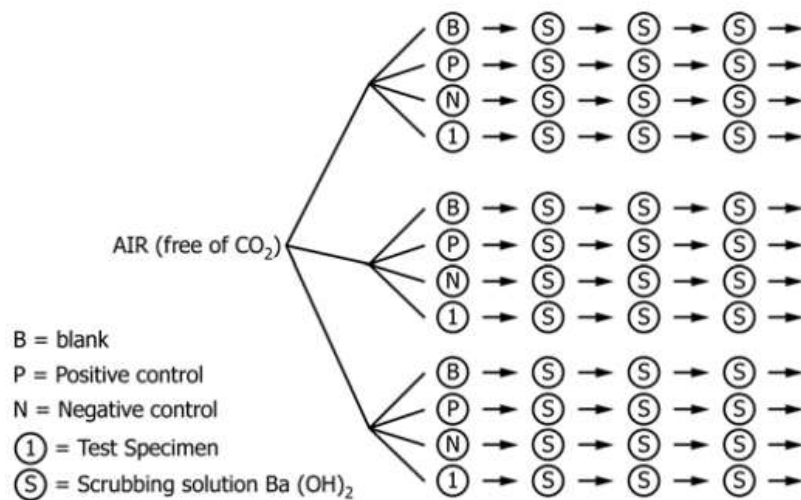 B S S S
P S S S
N S S S
1 S S S
B S S S
AIR (free of CO₂) P S S S
N S S S
1 S S S
B = blank
B S S S
P = Positive control
P S S S
N = Negative control
N S S S
1 = Test Specimen
1 S S S
S = Scrubbing solution Ba (OH)₂